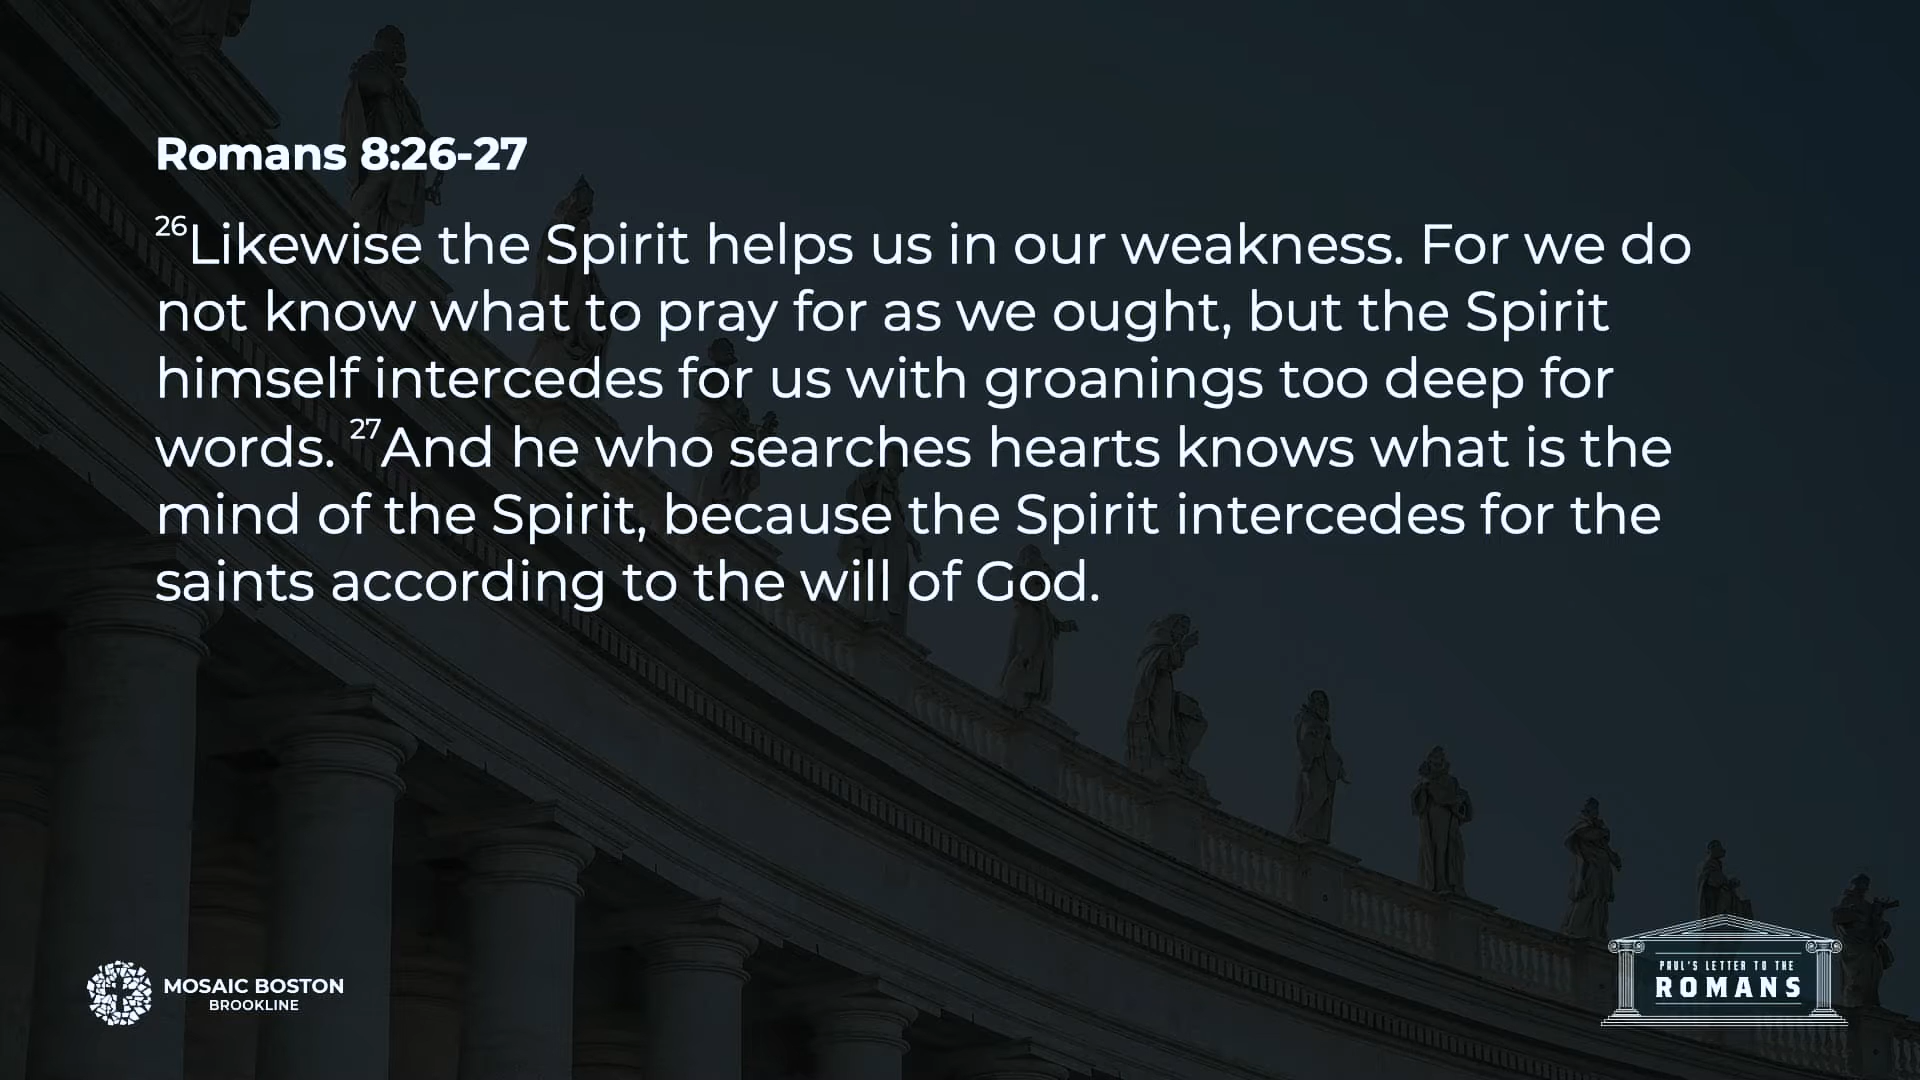 Romans 8:26-27
26Likewise the Spirit helps us in our weakness. For we do
not know what to pray for as we ought, but the Spirit
himself intercedes for us with groanings too deep for
words. 27And he who searches hearts knows what is the
mind of the Spirit, because the Spirit intercedes for the
saints according to the will of God.
MOSAIC BOSTON
BROOKLINE
PAUL'S LETTER TO THE
ROMANS